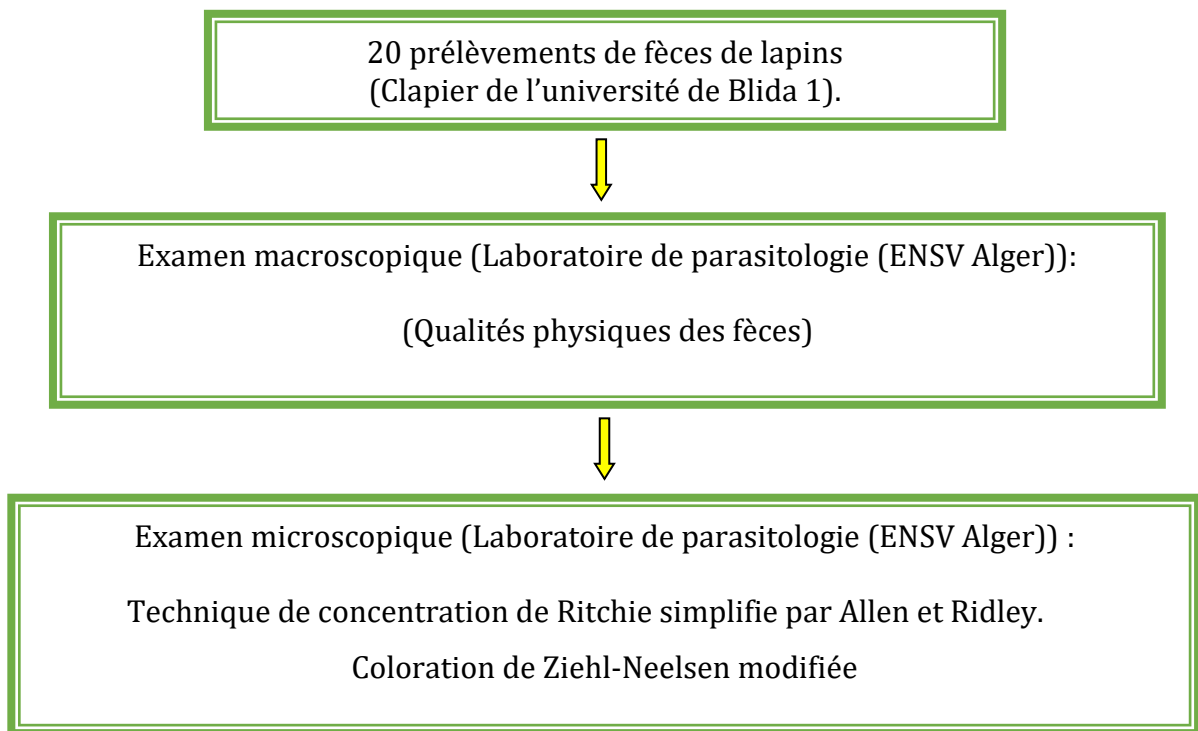 20 prélèvements de fèces de lapins
(Clapier de l'université de Blida 1).
Examen macroscopique (Laboratoire de parasitologie (ENSV Alger)):
(Qualités physiques des fèces)
Examen microscopique (Laboratoire de parasitologie (ENSV Alger)) :
Technique de concentration de Ritchie simplifie par Allen et Ridley.
Coloration de Ziehl-Neelsen modifiée